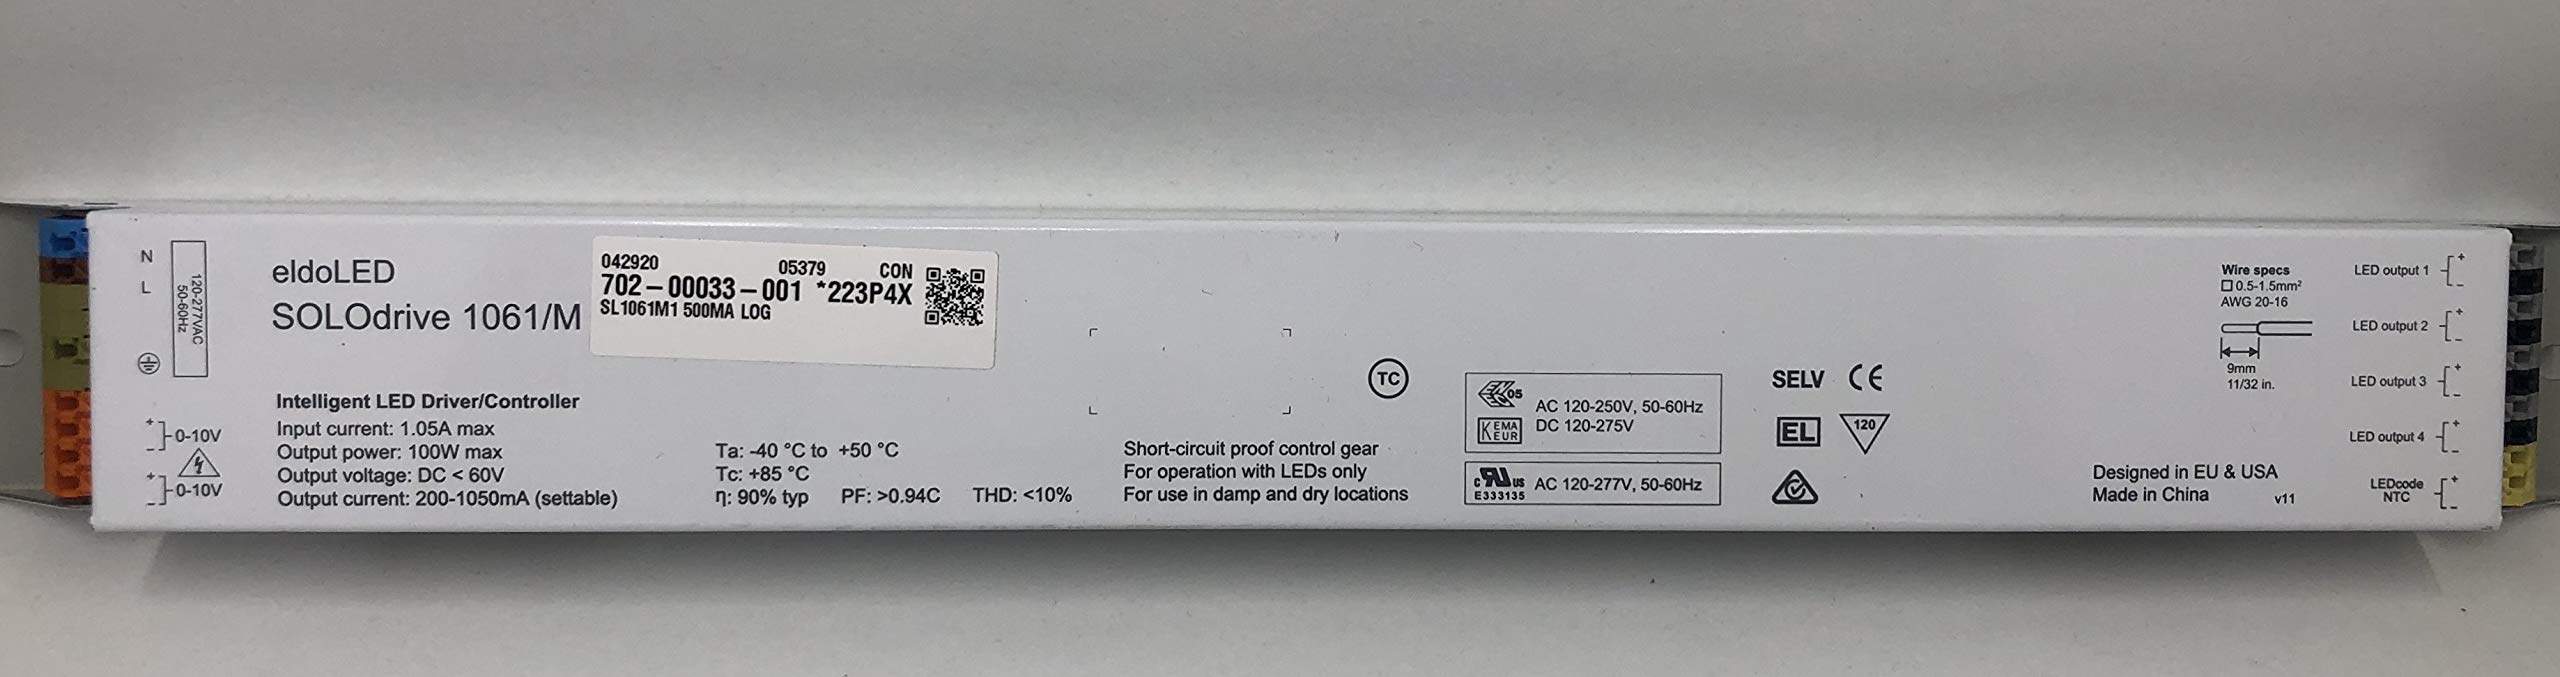 N
L
120-277VAC
50-60Hz
0-10V
0-10V
eldoLED
SOLOdrive 1061/M
042920 05379 CON
702-00033-001 *223P4X
SL1061M1 500MA LOG
Intelligent LED Driver/Controller
Input current: 1.05A max
Output power: 100W max
Output voltage: DC < 60V
Output current: 200-1050mA (settable)
Ta: -40 °C to +50 °C
Tc: +85 °C
η: 90% typ PF: >0.94C THD: <10%
Short-circuit proof control gear
For operation with LEDs only
For use in damp and dry locations
TC
05
KEMA
EUR
AC 120-250V, 50-60Hz
DC 120-275V
c RU us
E333135
AC 120-277V, 50-60Hz
SELV CE
EL 120
Wire specs
0.5-1.5mm²
AWG 20-16
9mm
11/32 in.
Designed in EU & USA
Made in China v11
LED output 1
LED output 2
LED output 3
LED output 4
LEDcode
NTC